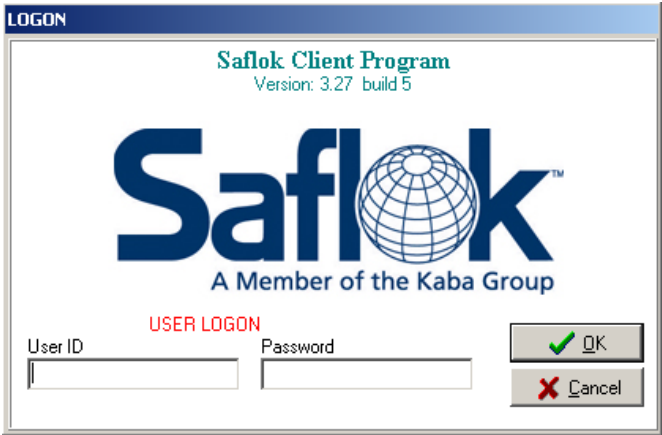 LOGON
Saflok Client Program
Version: 3.27 build 5
Saflok™
A Member of the Kaba Group
USER LOGON
User ID
Password
OK
Cancel